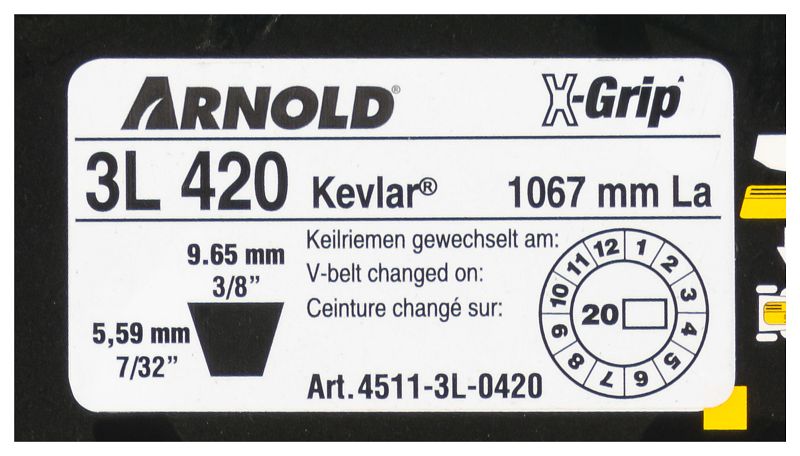 ARNOLD®
X-Grip
3L 420 Kevlar® 1067 mm La
9.65 mm
3/8”
5,59 mm
7/32”
Keilriemen gewechselt am:
V-belt changed on:
Ceinture changé sur:
12 1 2 3 4 5 6 7 8 9 10 11
20
Art. 4511-3L-0420